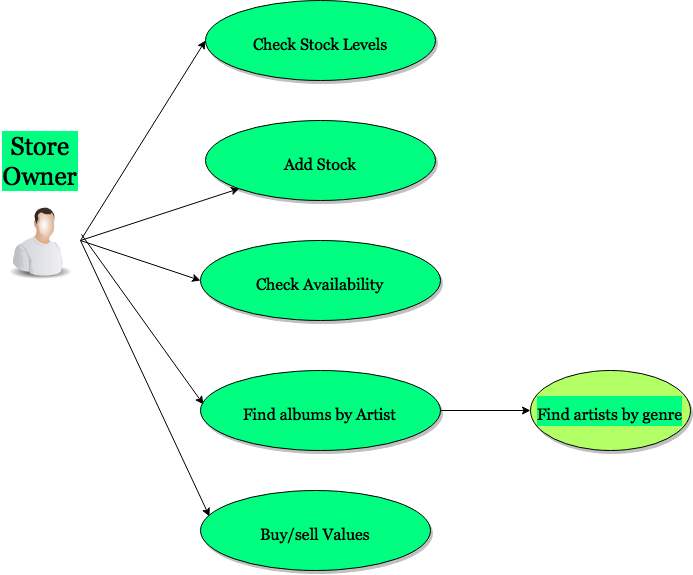 Check Stock Levels
Store
Owner
Add Stock
Check Availability
Find albums by Artist
Find artists by genre
Buy/sell Values